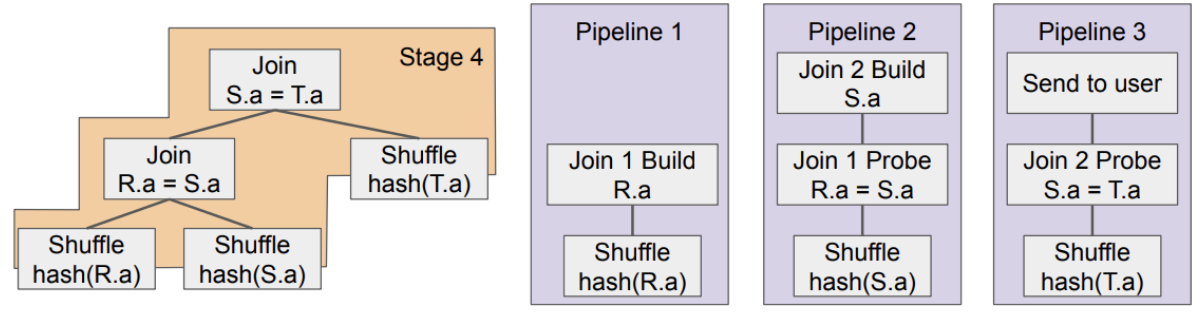 Stage 4
Join
S.a = T.a
Join
R.a = S.a
Shuffle
hash(T.a)
Shuffle
hash(R.a)
Shuffle
hash(S.a)
Pipeline 1
Join 1 Build
R.a
Shuffle
hash(R.a)
Pipeline 2
Join 2 Build
S.a
Join 1 Probe
R.a = S.a
Shuffle
hash(S.a)
Pipeline 3
Send to user
Join 2 Probe
S.a = T.a
Shuffle
hash(T.a)